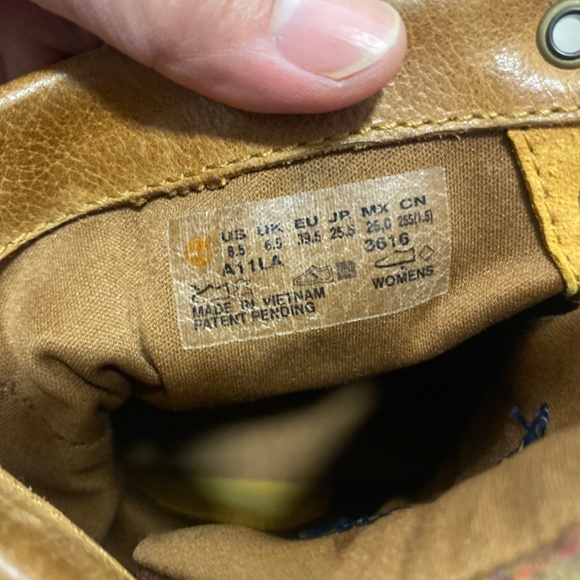 US UK EU JP MX CN
8.5 6.5 39.5 25.5 25.0 255(1.5)
A11LA 3616
WOMENS
MADE IN VIETNAM
PATENT PENDING